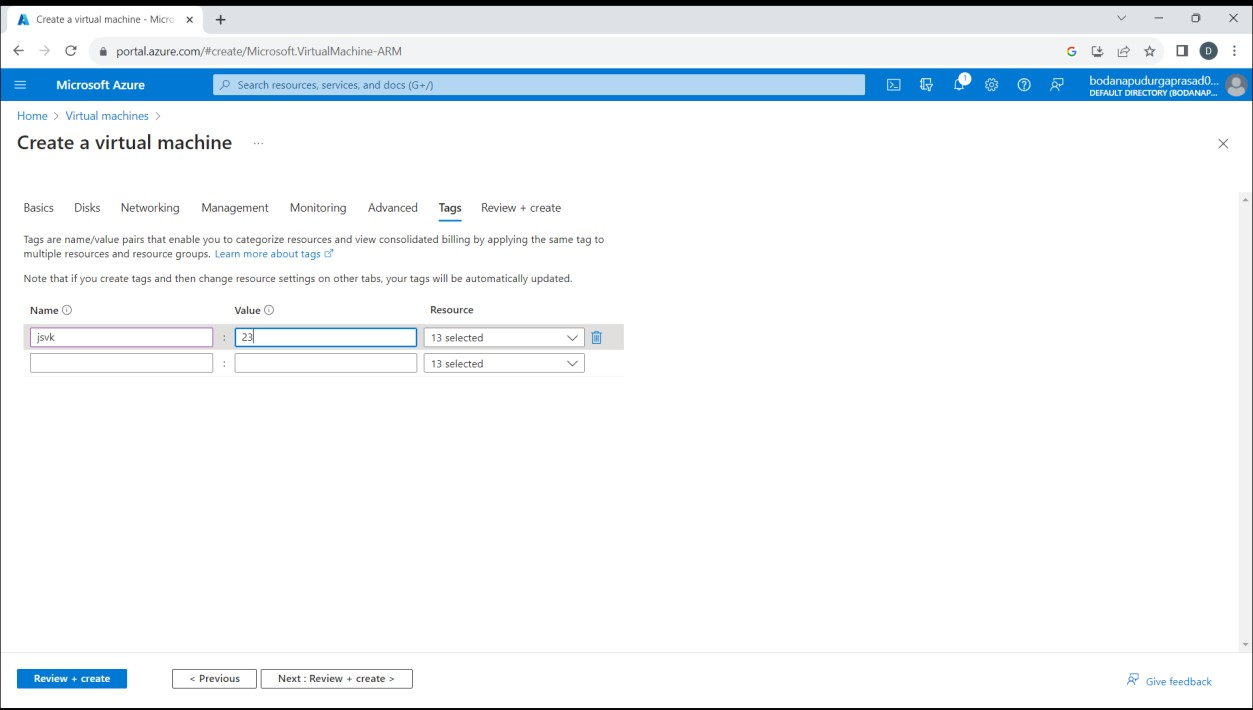 Create a virtual machine - Micro
portal.azure.com/#create/Microsoft.VirtualMachine-ARM
D
Microsoft Azure
Search resources, services, and docs (G+/)
1
bodanapudurgaprasad0...
DEFAULT DIRECTORY (BODANAP...
Home > Virtual machines >
Create a virtual machine ...
Basics Disks Networking Management Monitoring Advanced Tags Review + create
Tags are name/value pairs that enable you to categorize resources and view consolidated billing by applying the same tag to
multiple resources and resource groups. Learn more about tags
Note that if you create tags and then change resource settings on other tabs, your tags will be automatically updated.
Name Value Resource
jsvk : 23 13 selected
: 13 selected
Review + create < Previous Next : Review + create > Give feedback